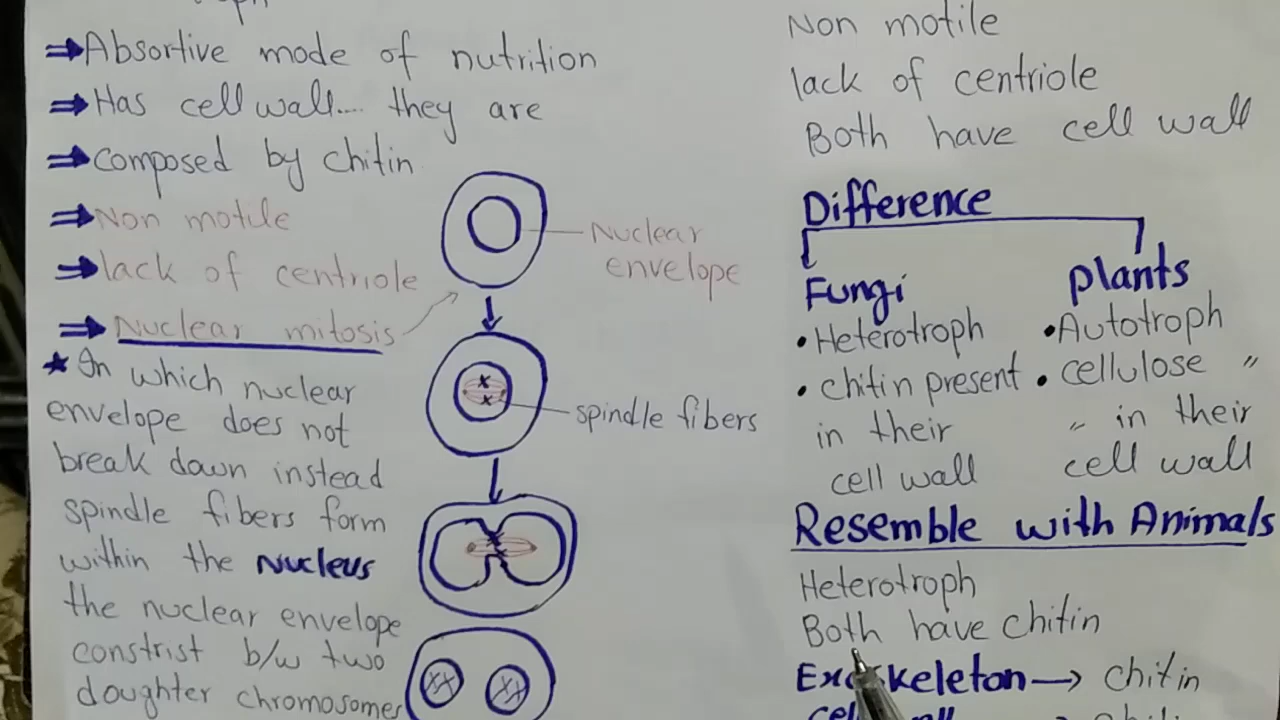 ⇒ Absortive mode of nutrition
⇒ Has cell wall.... they are
⇒ composed by chitin
⇒ Non motile
⇒ lack of centriole
⇒ Nuclear mitosis
★ In which nuclear
envelope does not
break down instead
spindle fibers form
within the Nucleus
the nuclear envelope
constrist b/w two
doughter chromosomes
Nuclear
envelope
spindle fibers
Non motile
lack of centriole
Both have cell wall
Difference
Fungi
• Heterotroph
• chitin present
in their
cell wall
Plants
• Autotroph
• cellulose "
" in their
cell wall
Resemble with Animals
Heterotroph
Both have chitin
Exoskeleton → chitin